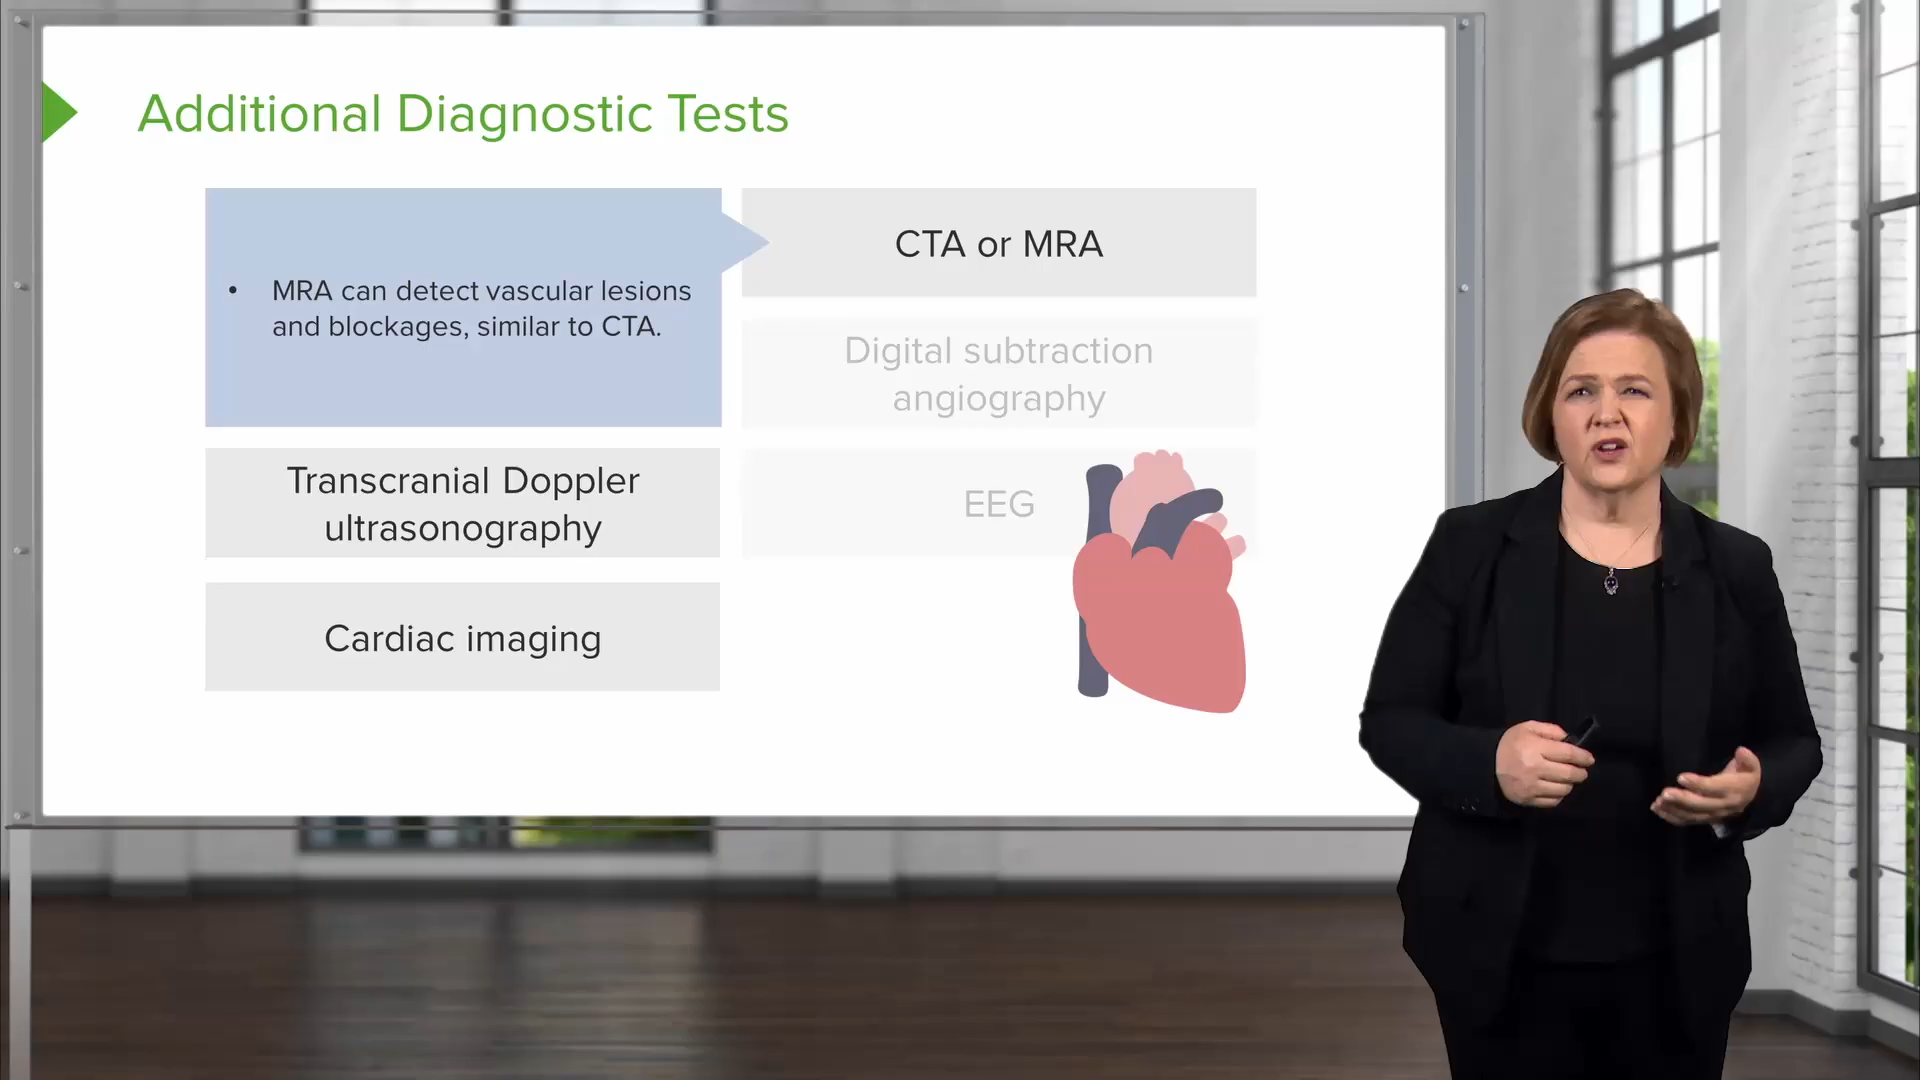 Additional Diagnostic Tests
• MRA can detect vascular lesions
and blockages, similar to CTA.
CTA or MRA
Digital subtraction
angiography
Transcranial Doppler
ultrasonography
EEG
Cardiac imaging